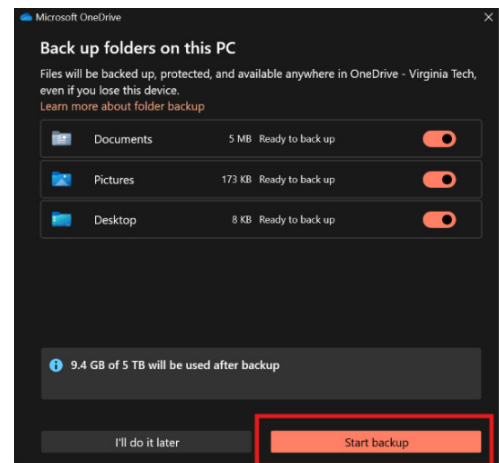 Microsoft OneDrive
Back up folders on this PC
Files will be backed up, protected, and available anywhere in OneDrive - Virginia Tech,
even if you lose this device.
Learn more about folder backup
Documents 5 MB Ready to back up
Pictures 173 KB Ready to back up
Desktop 8 KB Ready to back up
9.4 GB of 5 TB will be used after backup
I'll do it later Start backup